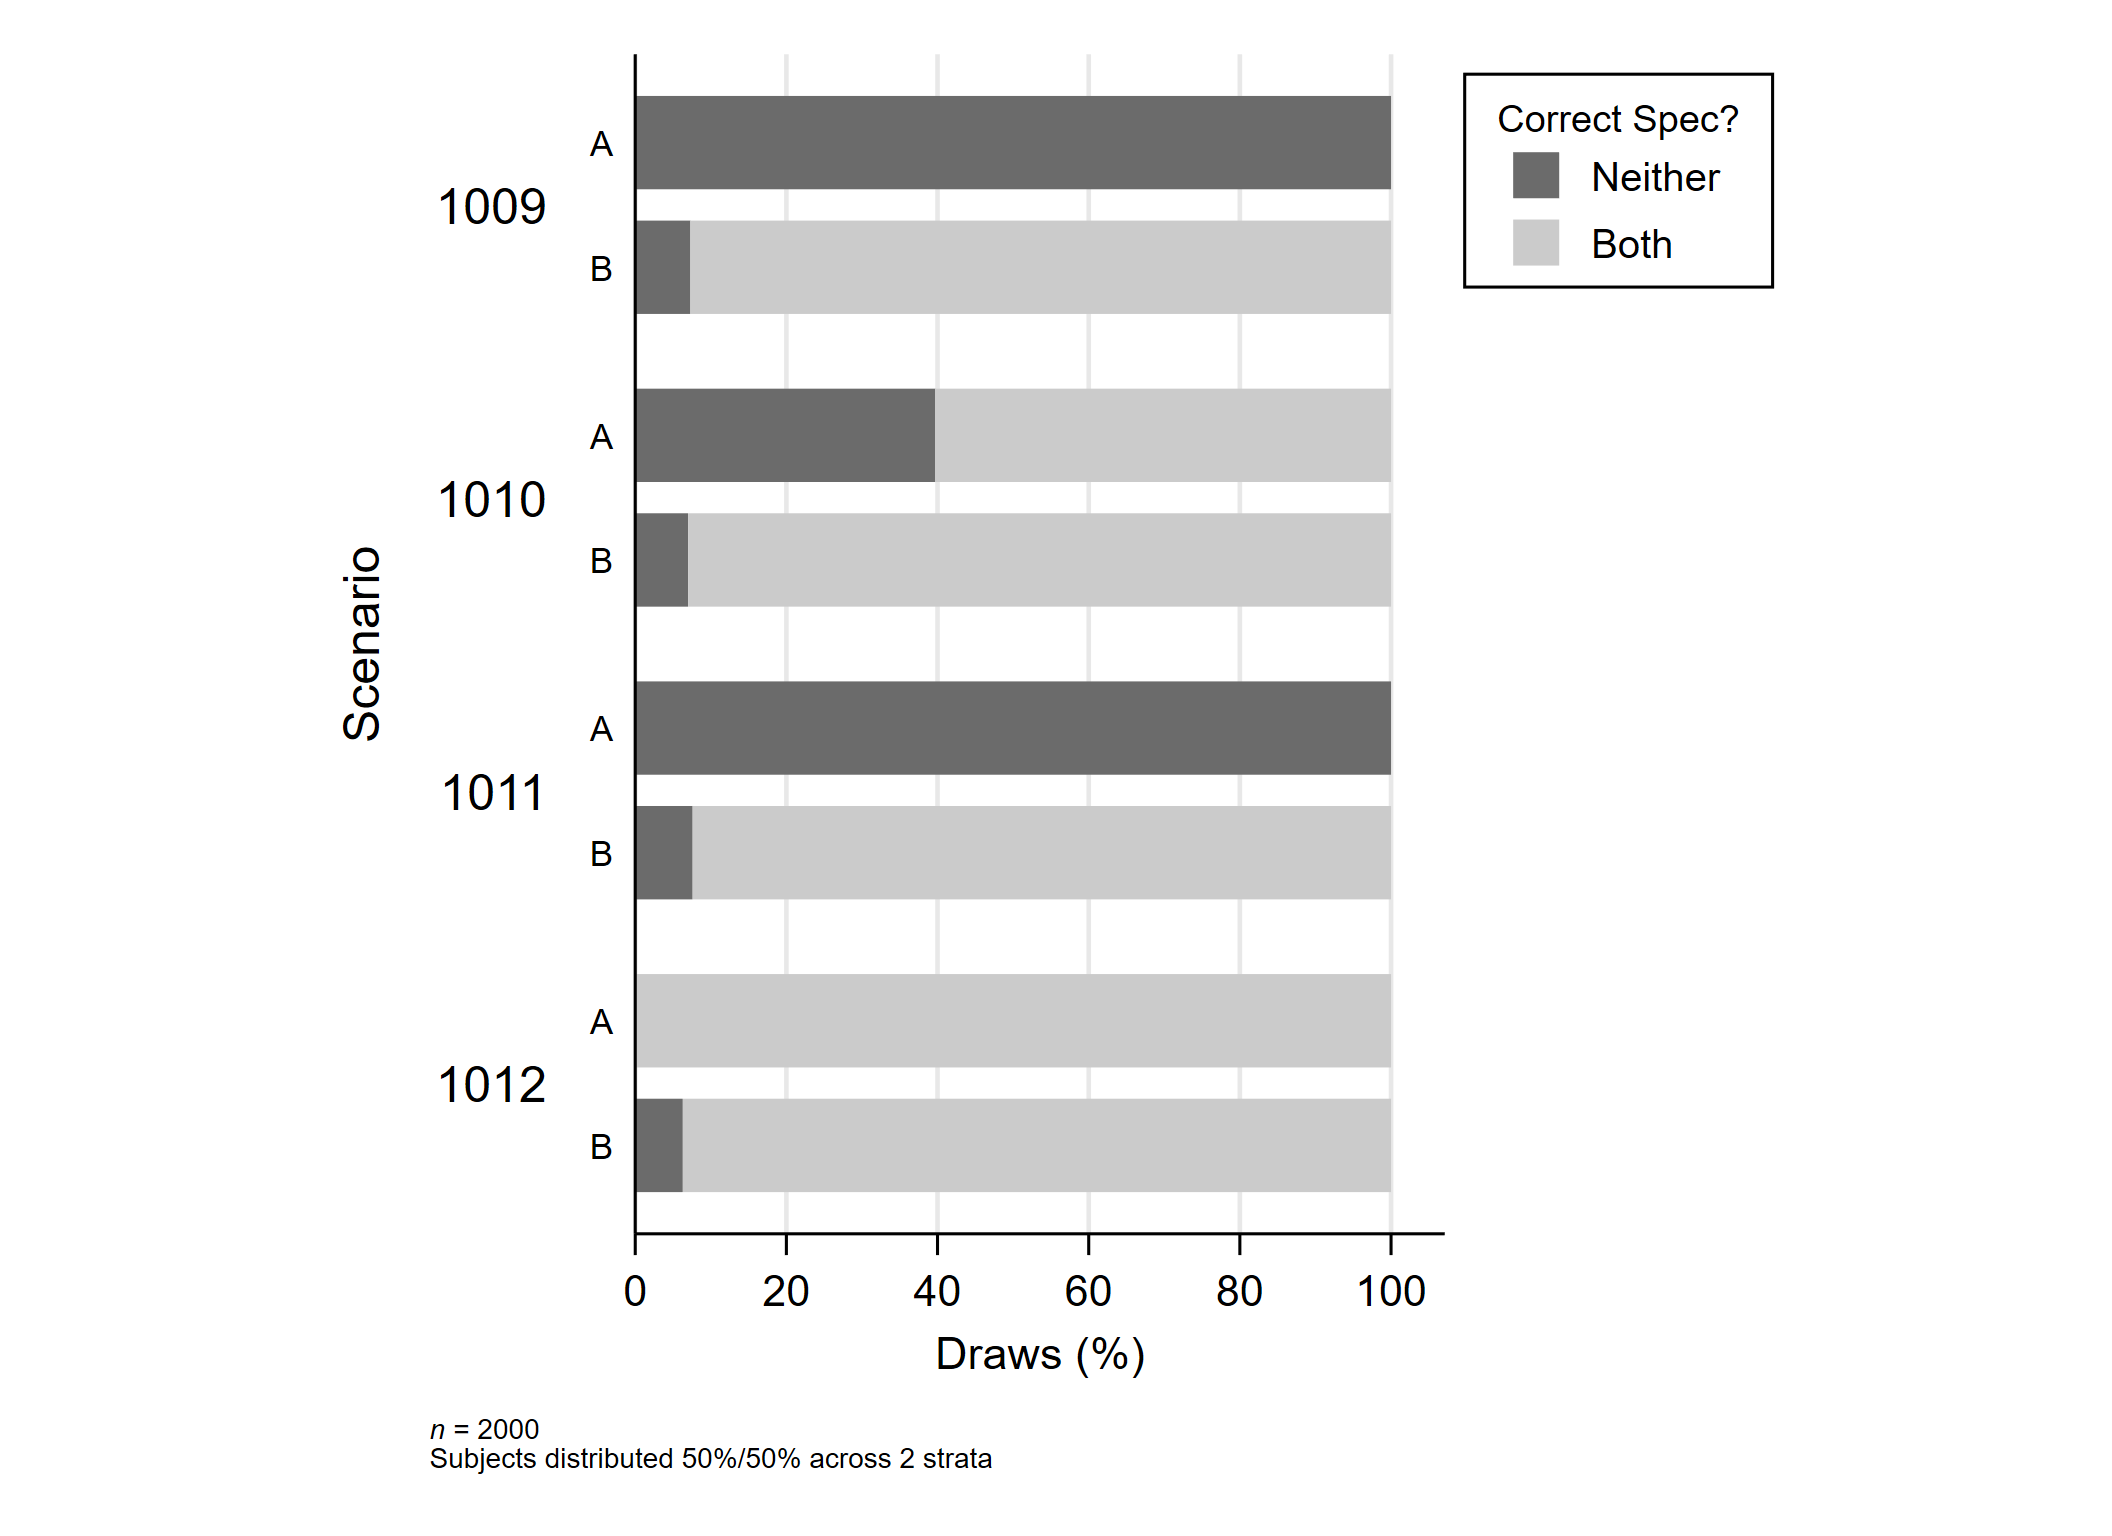 Correct Spec?
Neither
Both
Scenario
1009
A
B
1010
A
B
1011
A
B
1012
A
B
0 20 40 60 80 100
Draws (%)
n = 2000
Subjects distributed 50%/50% across 2 strata